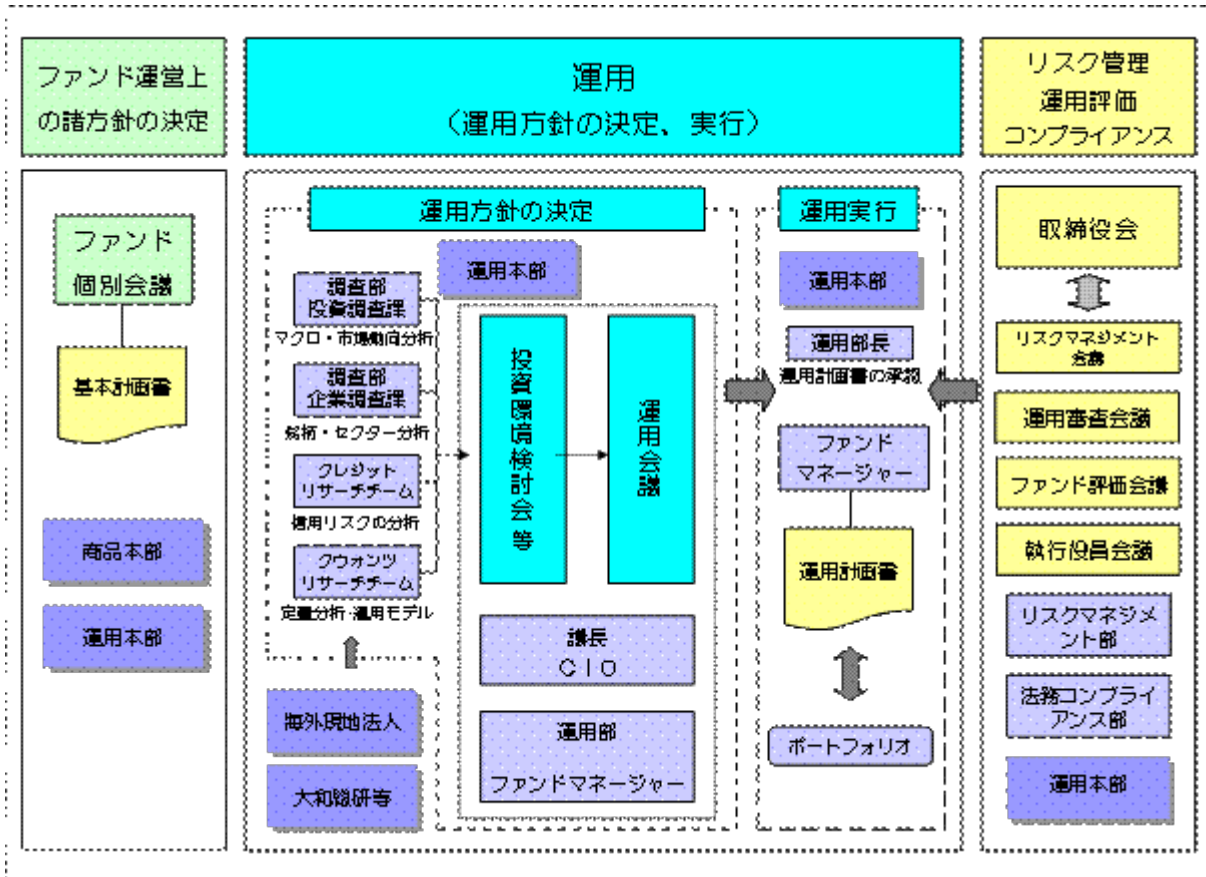 ファンド運営上
の諸方針の決定
運用
（運用方針の決定、実行）
リスク管理
運用評価
コンプライアンス
ファンド
個別会議
基本計画書
商品本部
運用本部
運用方針の決定
運用本部
調査部
投資調査課
マクロ・市場動向分析
調査部
企業調査課
銘柄・セクター分析
クレジット
リサーチチーム
信用リスクの分析
クウォンツ
リサーチチーム
定量分析・運用モデル
海外現地法人
大和総研等
投資環境検討会 等
運用会議
議長
ＣＩＯ
運用部
ファンドマネージャー
運用実行
運用本部
運用部長
運用計画書の承認
ファンド
マネージャー
運用計画書
ポートフォリオ
取締役会
リスクマネジメント
会議
運用審査会議
ファンド評価会議
執行役員会議
リスクマネジメ
ント部
法務コンプライ
アンス部
運用本部